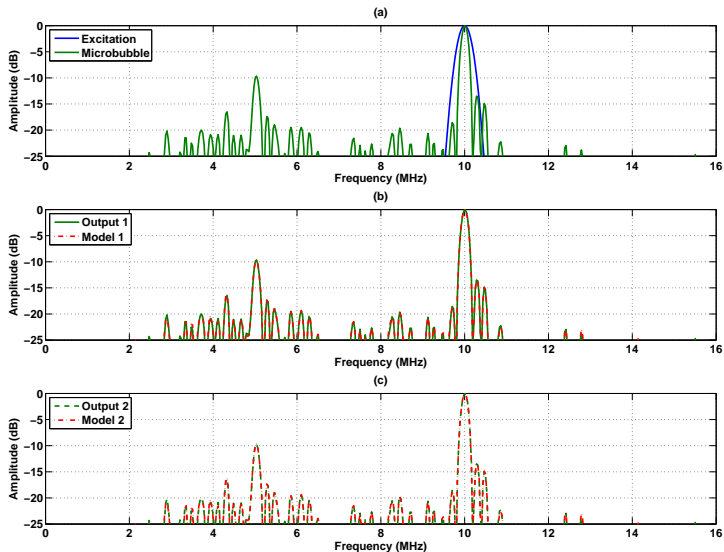 (a)
Amplitude (dB)
0
−5
−10
−15
−20
−25
Excitation
Microbubble
0 2 4 6 8 10 12 14 16
Frequency (MHz)
(b)
Amplitude (dB)
0
−5
−10
−15
−20
−25
Output 1
Model 1
0 2 4 6 8 10 12 14 16
Frequency (MHz)
(c)
Amplitude (dB)
0
−5
−10
−15
−20
−25
Output 2
Model 2
0 2 4 6 8 10 12 14 16
Frequency (MHz)